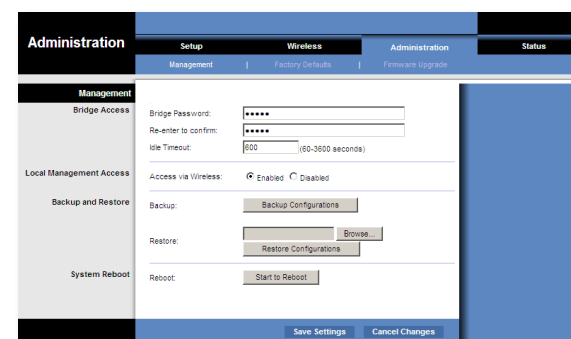 Administration
Setup Wireless Administration Status
Management | Factory Defaults | Firmware Upgrade
Management
Bridge Access
Bridge Password: •••••
Re-enter to confirm: •••••
Idle Timeout: 600 (60-3600 seconds)
Local Management Access
Access via Wireless: Enabled Disabled
Backup and Restore
Backup: Backup Configurations
Browse...
Restore:
Restore Configurations
System Reboot
Reboot: Start to Reboot
Save Settings Cancel Changes